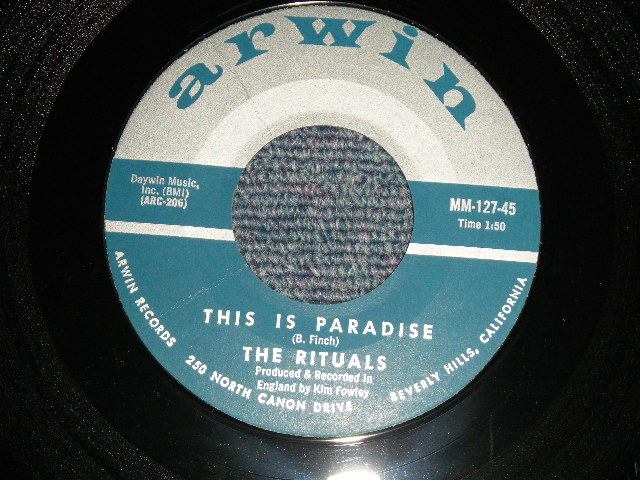 arwin
Daywin Music,
Inc. (BMI)
(ARC-206)
MM-127-45
Time 1:50
THIS IS PARADISE
(B. Finch)
THE RITUALS
Produced & Recorded in
England by Kim Fowley
ARWIN RECORDS 250 NORTH CANON DRIVE BEVERLY HILLS, CALIFORNIA